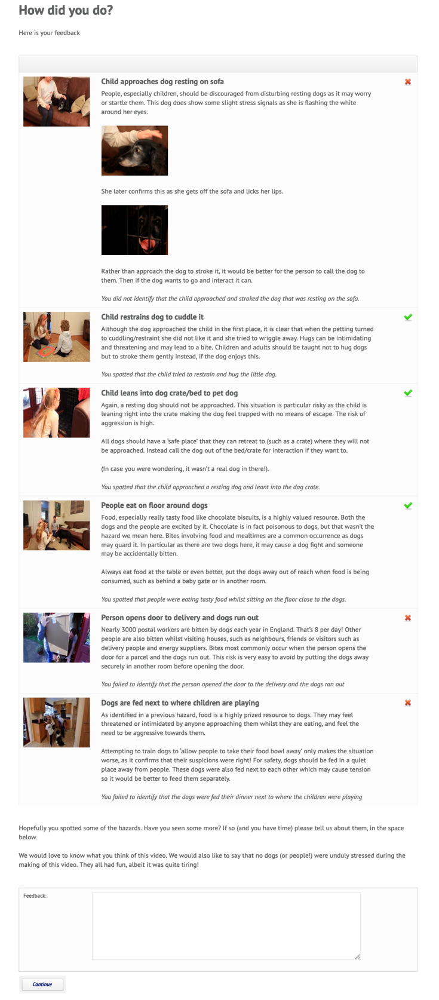 How did you do?
Here is your feedback
Child approaches dog resting on sofa
People, especially children, should be discouraged from disturbing resting dogs as it may worry
or startle them. This dog does show some slight stress signals as she is flashing the white
around her eyes.
She later confirms this as she gets off the sofa and licks her lips.
Rather than approach the dog to stroke it, it would be better for the person to call the dog to
them. Then if the dog wants to go and interact it can.
You did not identify that the child approached and stroked the dog that was resting on the sofa.
Child restrains dog to cuddle it
Although the dog approached the child in the first place, it is clear that when the petting turned
to cuddling/restraint she did not like it and she tried to wriggle away. Hugs can be intimidating
and threatening and may lead to a bite. Children and adults should be taught not to hug dogs
but to stroke them gently instead, if the dog enjoys this.
You spotted that the child tried to restrain and hug the little dog.
Child leans into dog crate/bed to pet dog
Again, a resting dog should not be approached. This situation is particular risky as the child is
leaning right into the crate making the dog feel trapped with no means of escape. The risk of
aggression is high.
All dogs should have a ‘safe place’ that they can retreat to (such as a crate) where they will not
be approached. Instead call the dog out of the bed/crate for interaction if they want to.
(In case you were wondering, it wasn’t a real dog in there!).
You spotted that the child approached a resting dog and leant into the dog crate.
People eat on floor around dogs
Food, especially really tasty food like chocolate biscuits, is a highly valued resource. Both the
dogs and the people are excited by it. Chocolate is in fact poisonous to dogs, but that wasn’t the
hazard we mean here. Bites involving food and mealtimes are a common occurrence as dogs
may guard it. In particular as there are two dogs here, it may cause a dog fight and someone
may be accidentally bitten.
Always eat food at the table or even better, put the dogs away out of reach when food is being
consumed, such as behind a baby gate or in another room.
You spotted that people were eating tasty food whilst sitting on the floor close to the dogs.
Person opens door to delivery and dogs run out
Nearly 3000 postal workers are bitten by dogs each year in England. That’s 8 per day! Other
people are also bitten whilst visiting houses, such as neighbours, friends or visitors such as
delivery people and energy suppliers. Bites most commonly occur when the person opens the
door for a parcel and the dogs run out. This risk is very easy to avoid by putting the dogs away
securely in another room before opening the door.
You failed to identify that the person opened the door to the delivery and the dogs ran out
Dogs are fed next to where children are playing
As identified in a previous hazard, food is a highly prized resource to dogs. They may feel
threatened or intimidated by anyone approaching them whilst they are eating, and feel the
need to be aggressive towards them.
Attempting to train dogs to ‘allow people to take their food bowl away’ only makes the situation
worse, as it confirms that their suspicions were right! For safety, dogs should be fed in a quiet
place away from people. These dogs were also fed next to each other which may cause tension
so it would be better to feed them separately.
You failed to identify that the dogs were fed their dinner next to where the children were playing
Hopefully you spotted some of the hazards. Have you seen some more? If so (and you have time) please tell us about them, in the space
below.
We would love to know what you think of this video. We would also like to say that no dogs (or people!) were unduly stressed during the
making of this video. They all had fun, albeit it was quite tiring!
Feedback:
Continue